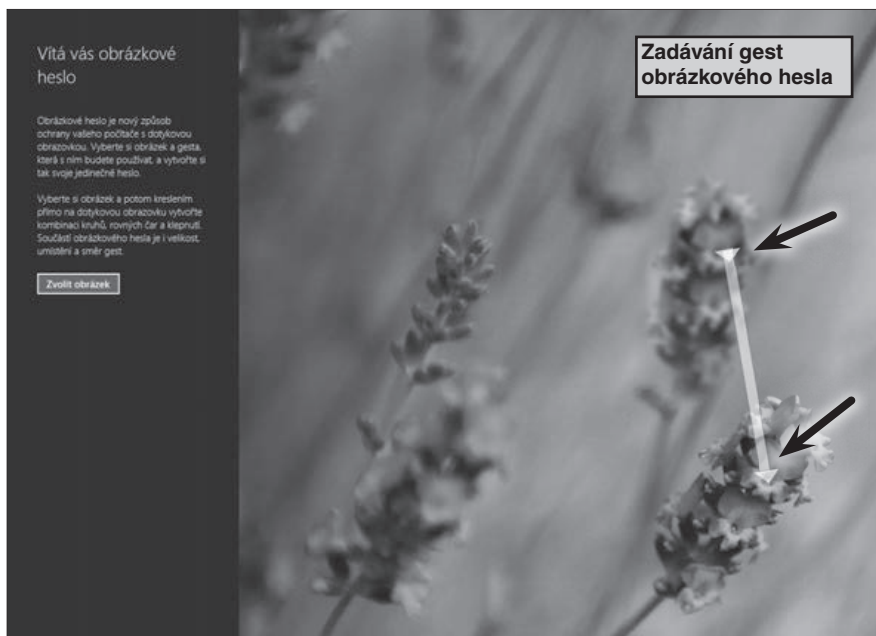 Vítá vás obrázkové
heslo
Obrázkové heslo je nový způsob
ochrany vašeho počítače s dotykovou
obrazovkou. Vyberte si obrázek a gesta,
která s ním budete používat, a vytvořte si
tak svoje jedinečné heslo.
Vyberte si obrázek a potom kreslením
přímo na dotykovou obrazovku vytvořte
kombinaci kruhů, rovných čar a klepnutí.
Součástí obrázkového hesla je i velikost,
umístění a směr gest.
Zvolit obrázek
Zadávání gest
obrázkového hesla